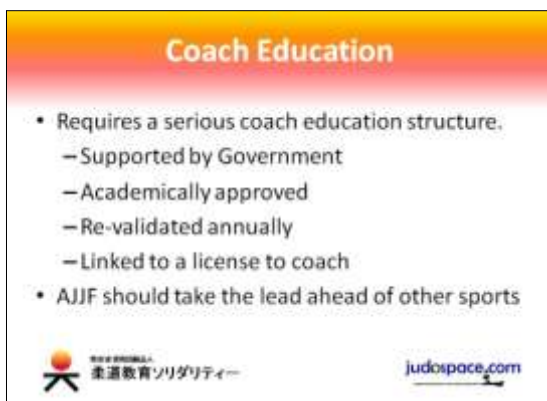 Coach Education
• Requires a serious coach education structure.
– Supported by Government
– Academically approved
– Re-validated annually
– Linked to a license to coach
• AJJF should take the lead ahead of other sports
柔道教育ソリダリティー
judospace.com